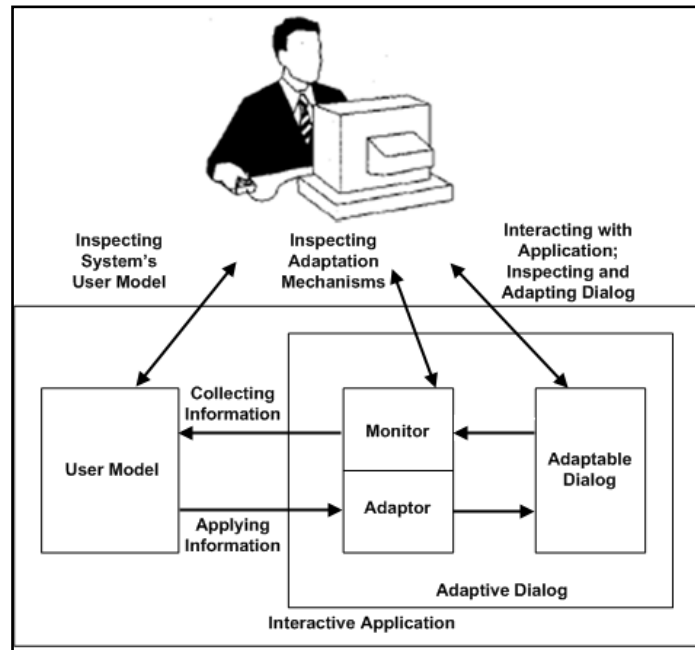 Inspecting
System's
User Model
Inspecting
Adaptation
Mechanisms
Interacting with
Application;
Inspecting and
Adapting Dialog
Collecting
Information
User Model
Applying
Information
Monitor
Adaptor
Adaptable
Dialog
Adaptive Dialog
Interactive Application